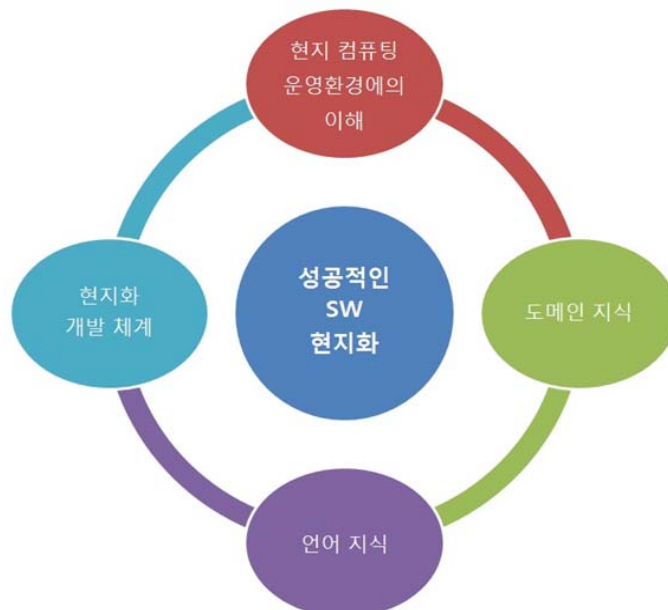 현지 컴퓨팅
운영환경에의
이해
현지화
개발 체계
성공적인
SW
현지화
도메인 지식
언어 지식